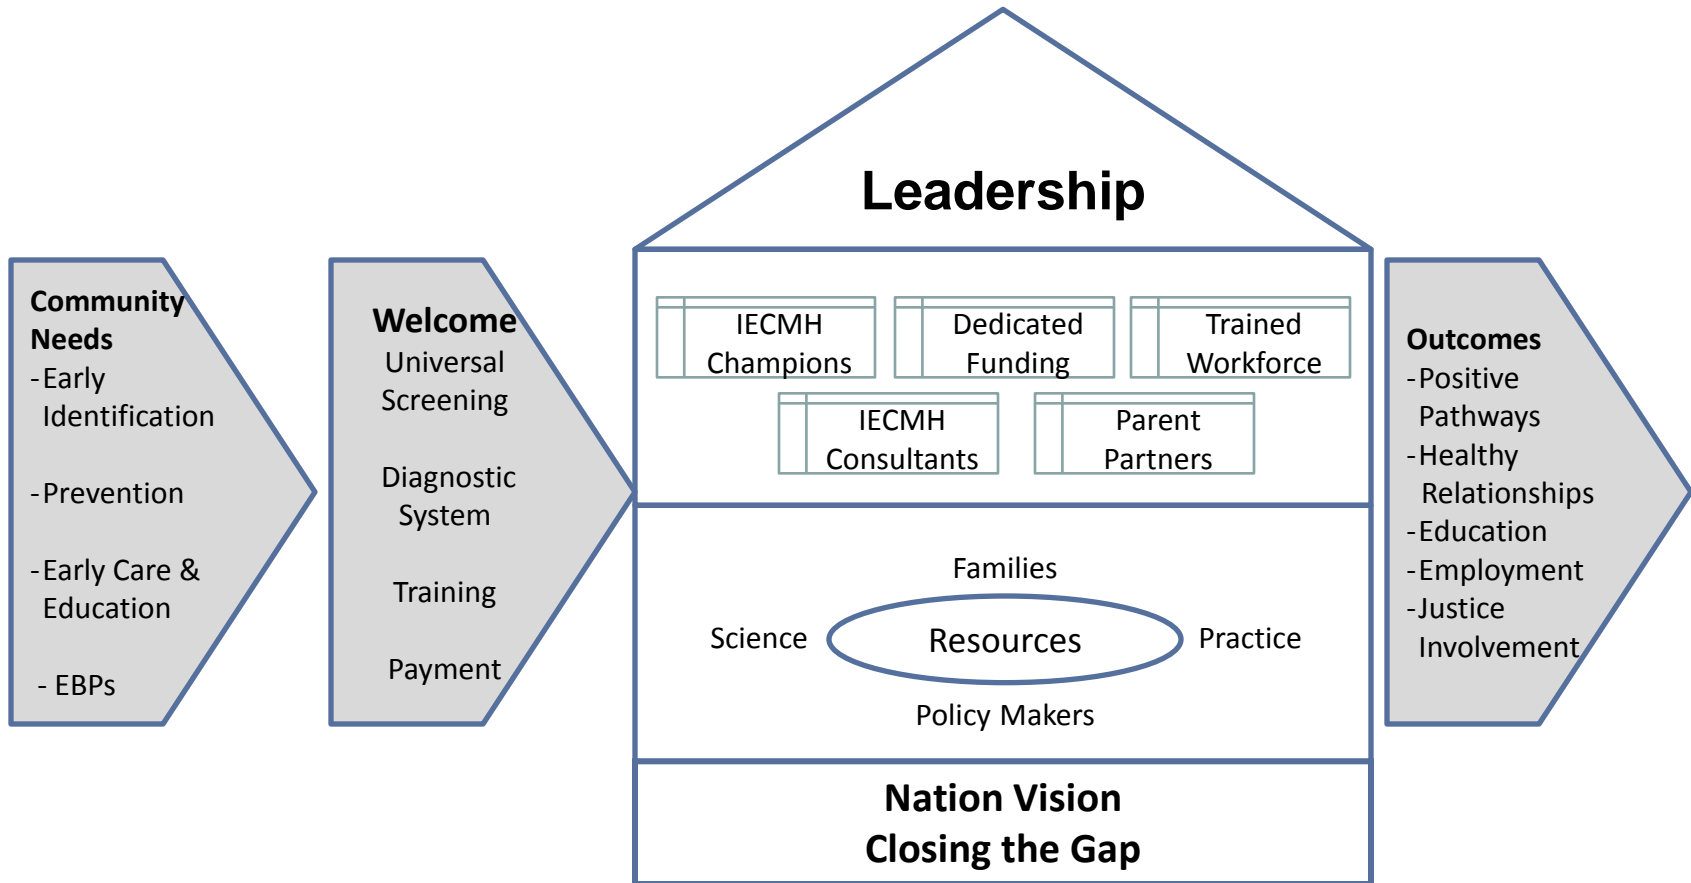 Leadership
Community
Needs
-Early
Identification
-Prevention
-Early Care &
Education
- EBPs
Welcome
Universal
Screening
Diagnostic
System
Training
Payment
IECMH
Champions
Dedicated
Funding
Trained
Workforce
IECMH
Consultants
Parent
Partners
Families
Science
Resources
Practice
Policy Makers
Nation Vision
Closing the Gap
Outcomes
-Positive
Pathways
-Healthy
Relationships
-Education
-Employment
-Justice
Involvement